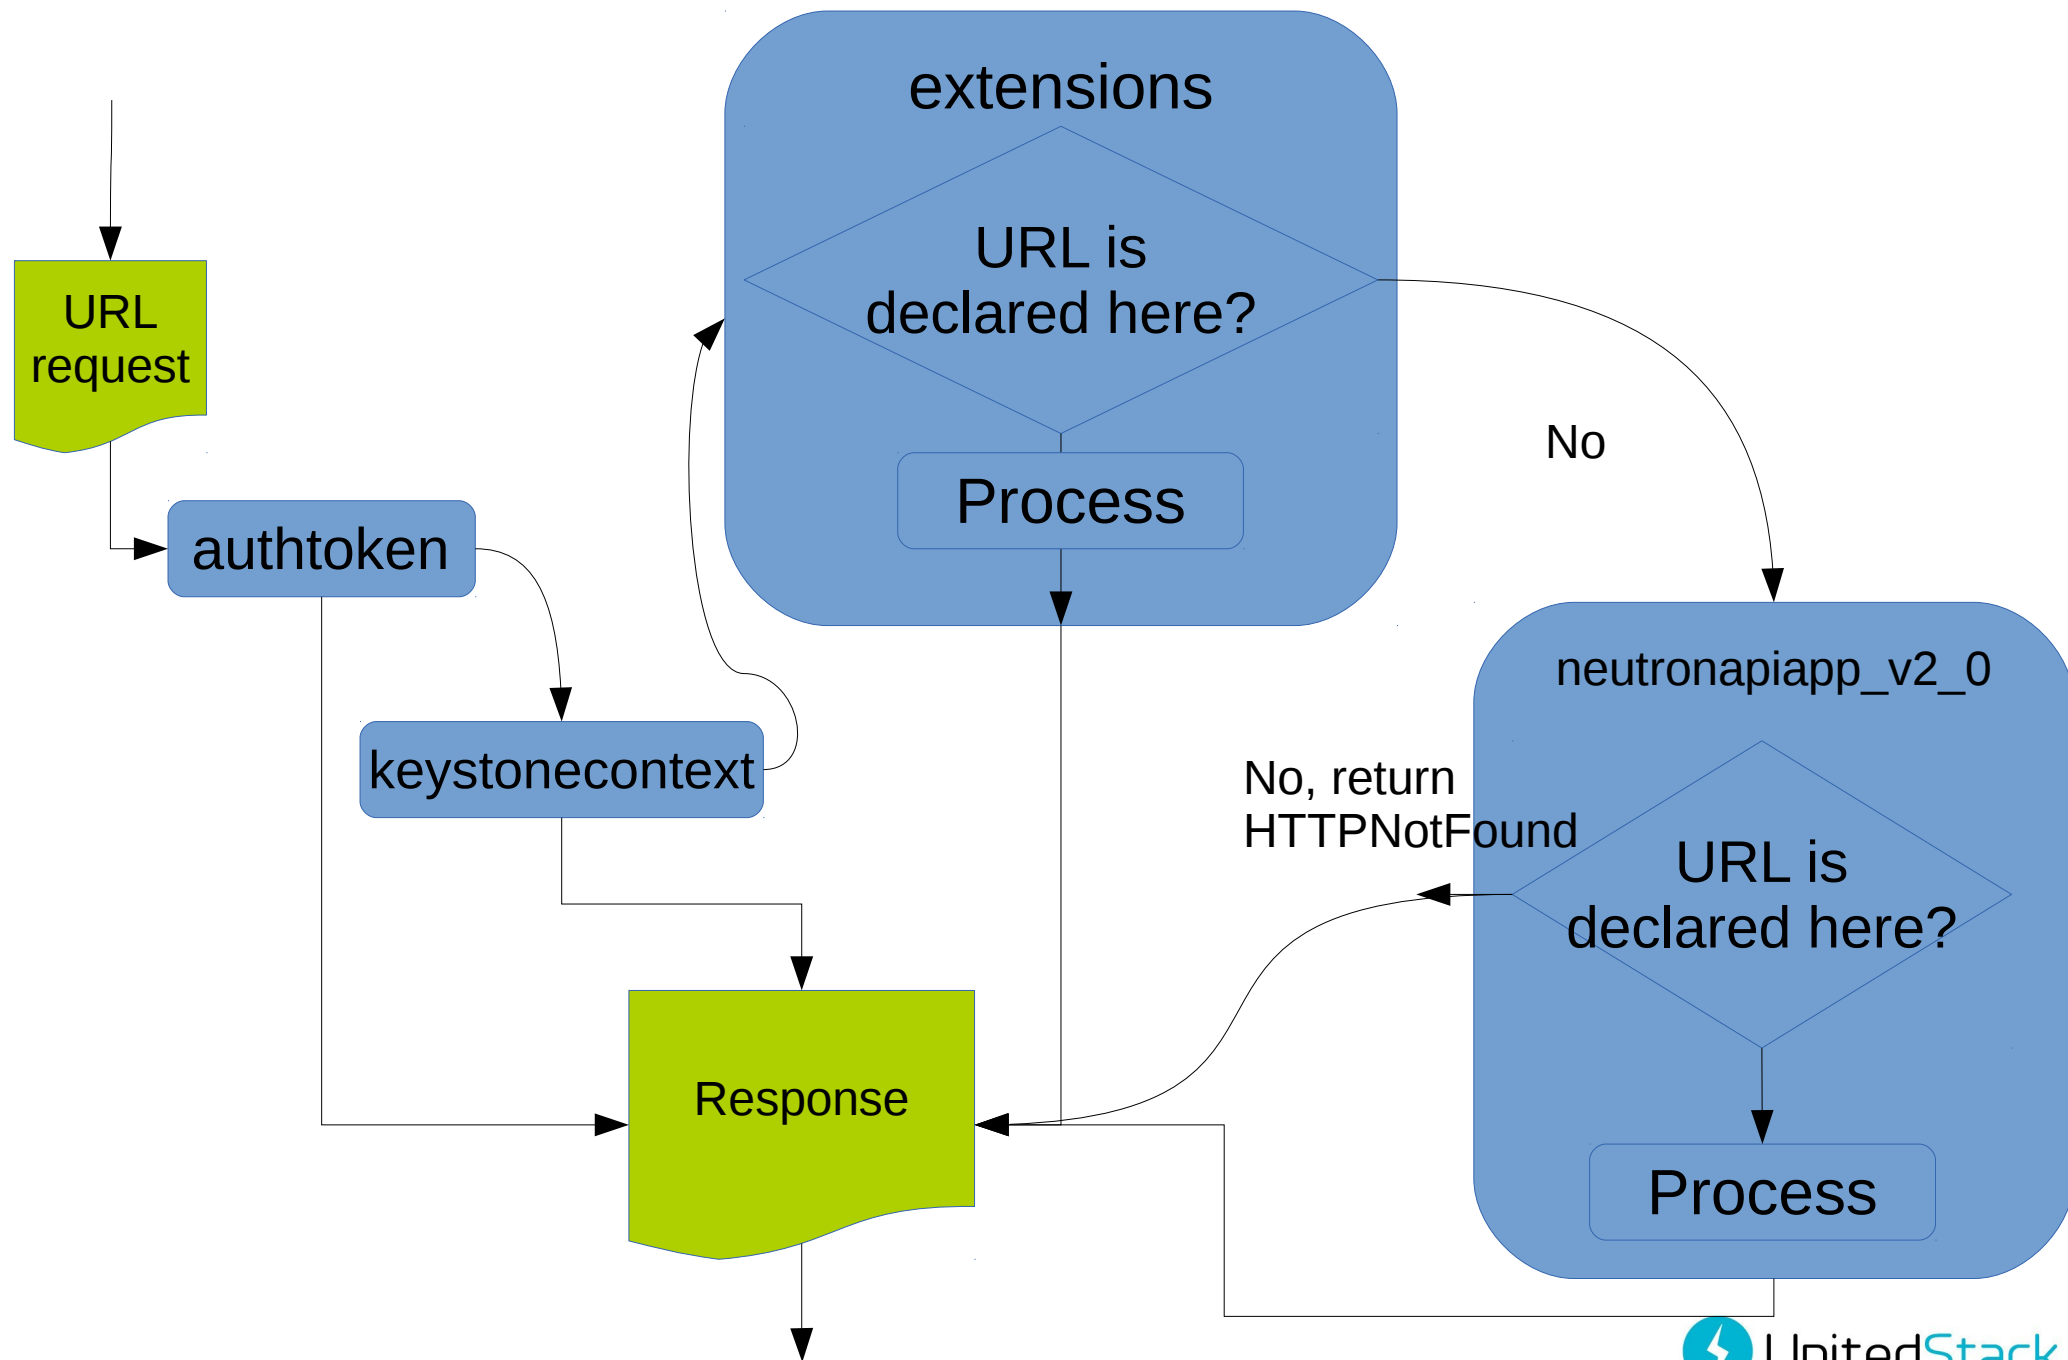 extensions
URL is
declared here?
URL
request
No
Process
authtoken
neutronapiapp_v2_0
keystonecontext
No, return
HTTPNotFound
URL is
declared here?
Response
Process
UnitedStack